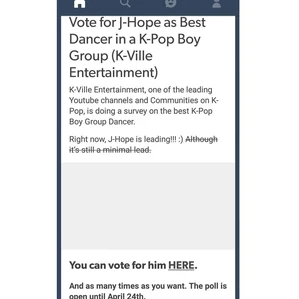 Vote for J-Hope as Best
Dancer in a K-Pop Boy
Group (K-Ville
Entertainment)
K-Ville Entertainment, one of the leading
Youtube channels and Communities on K-
Pop, is doing a survey on the best K-Pop
Boy Group Dancer.
Right now, J-Hope is leading!!! :) Although
it's still a minimal lead.
You can vote for him HERE.
And as many times as you want. The poll is
open until April 24th.